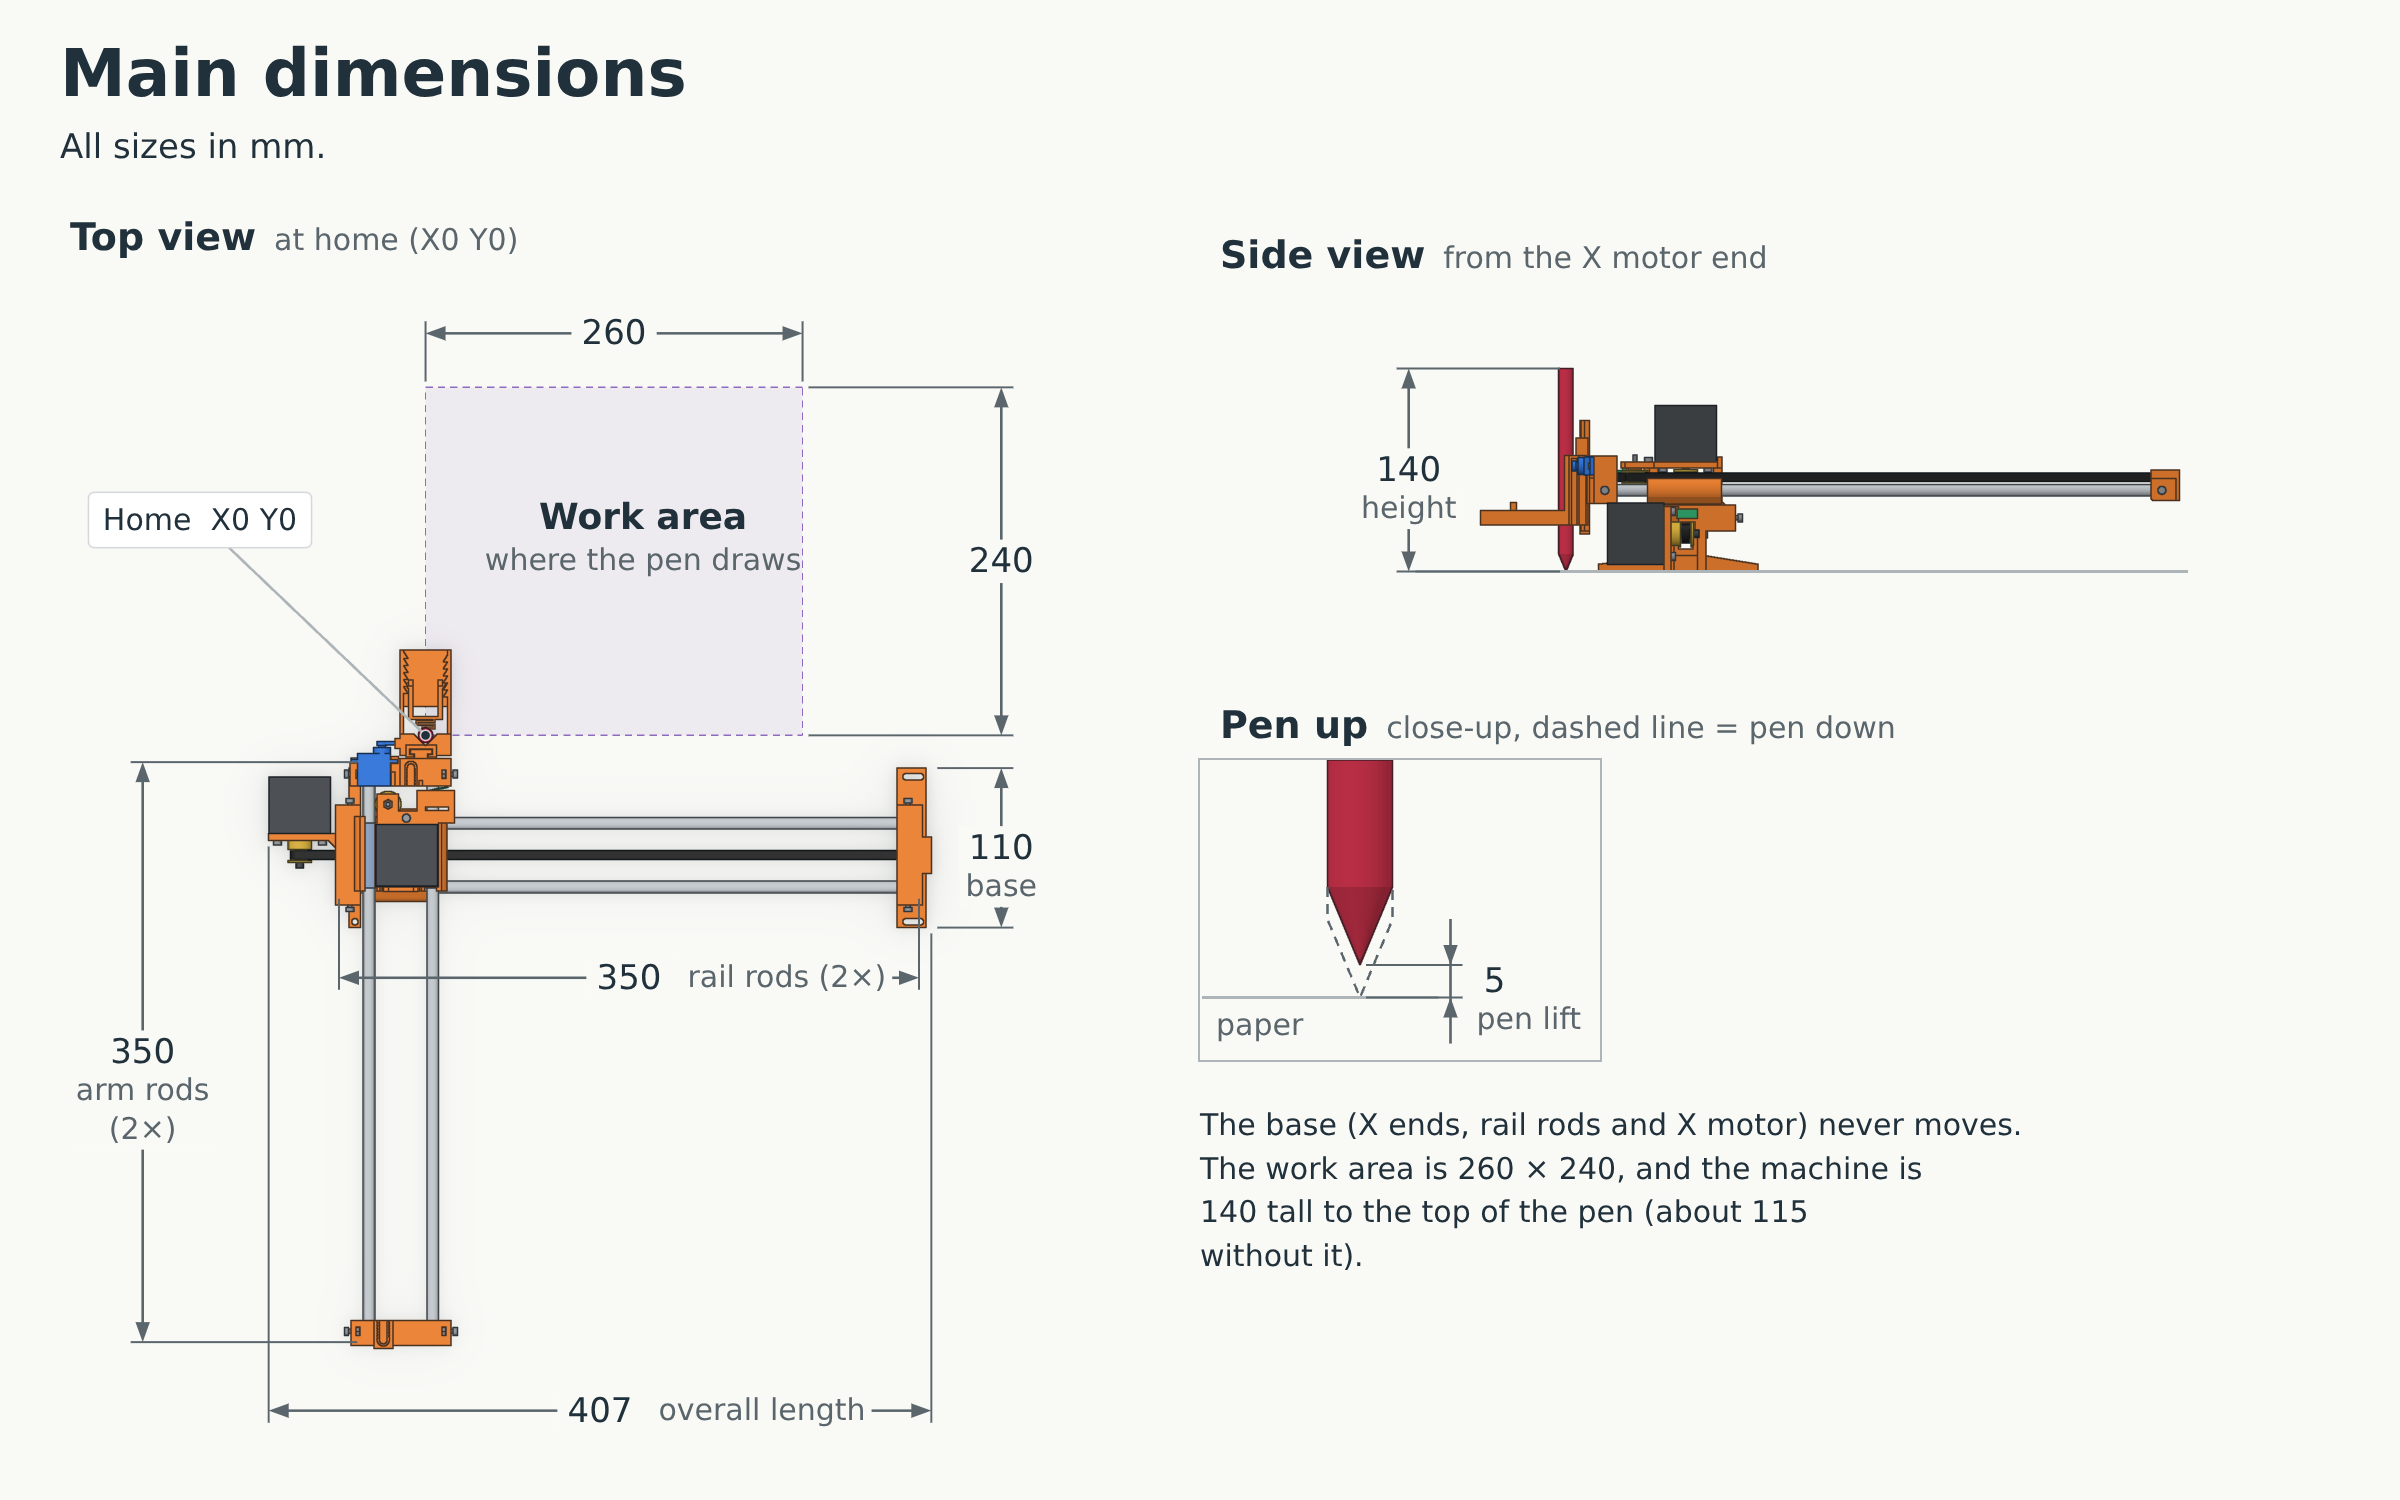 Main dimensions
All sizes in mm.
Top view at home (X0 Y0)
260
Work area
where the pen draws
240
Home X0 Y0
110
base
350 rail rods (2×)
350
arm rods
(2×)
407 overall length
Side view from the X motor end
140
height
Pen up close-up, dashed line = pen down
5
pen lift
paper
The base (X ends, rail rods and X motor) never moves.
The work area is 260 × 240, and the machine is
140 tall to the top of the pen (about 115
without it).